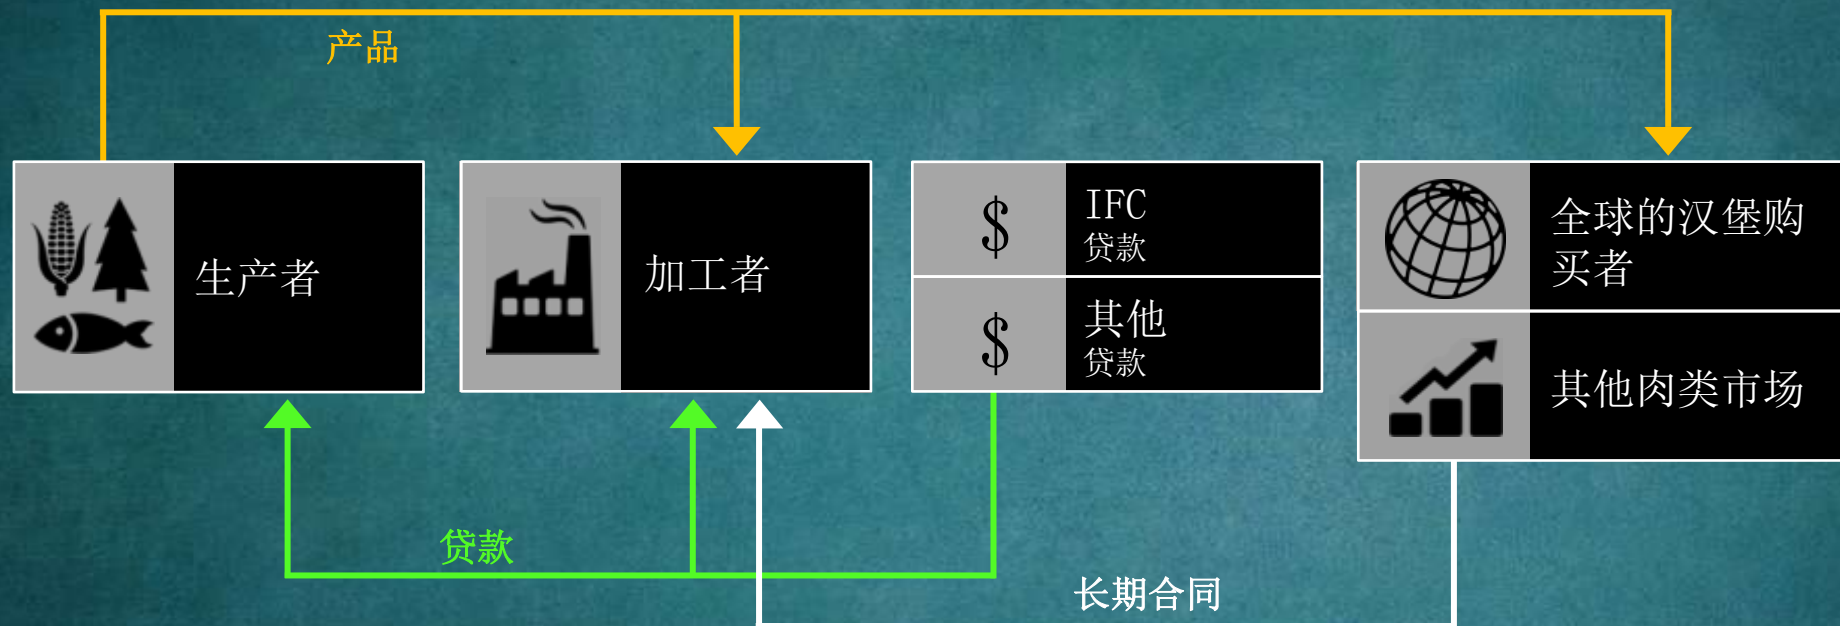 产品
生产者
加工者
$
IFC
贷款
$
其他
贷款
全球的汉堡购
买者
其他肉类市场
贷款
长期合同